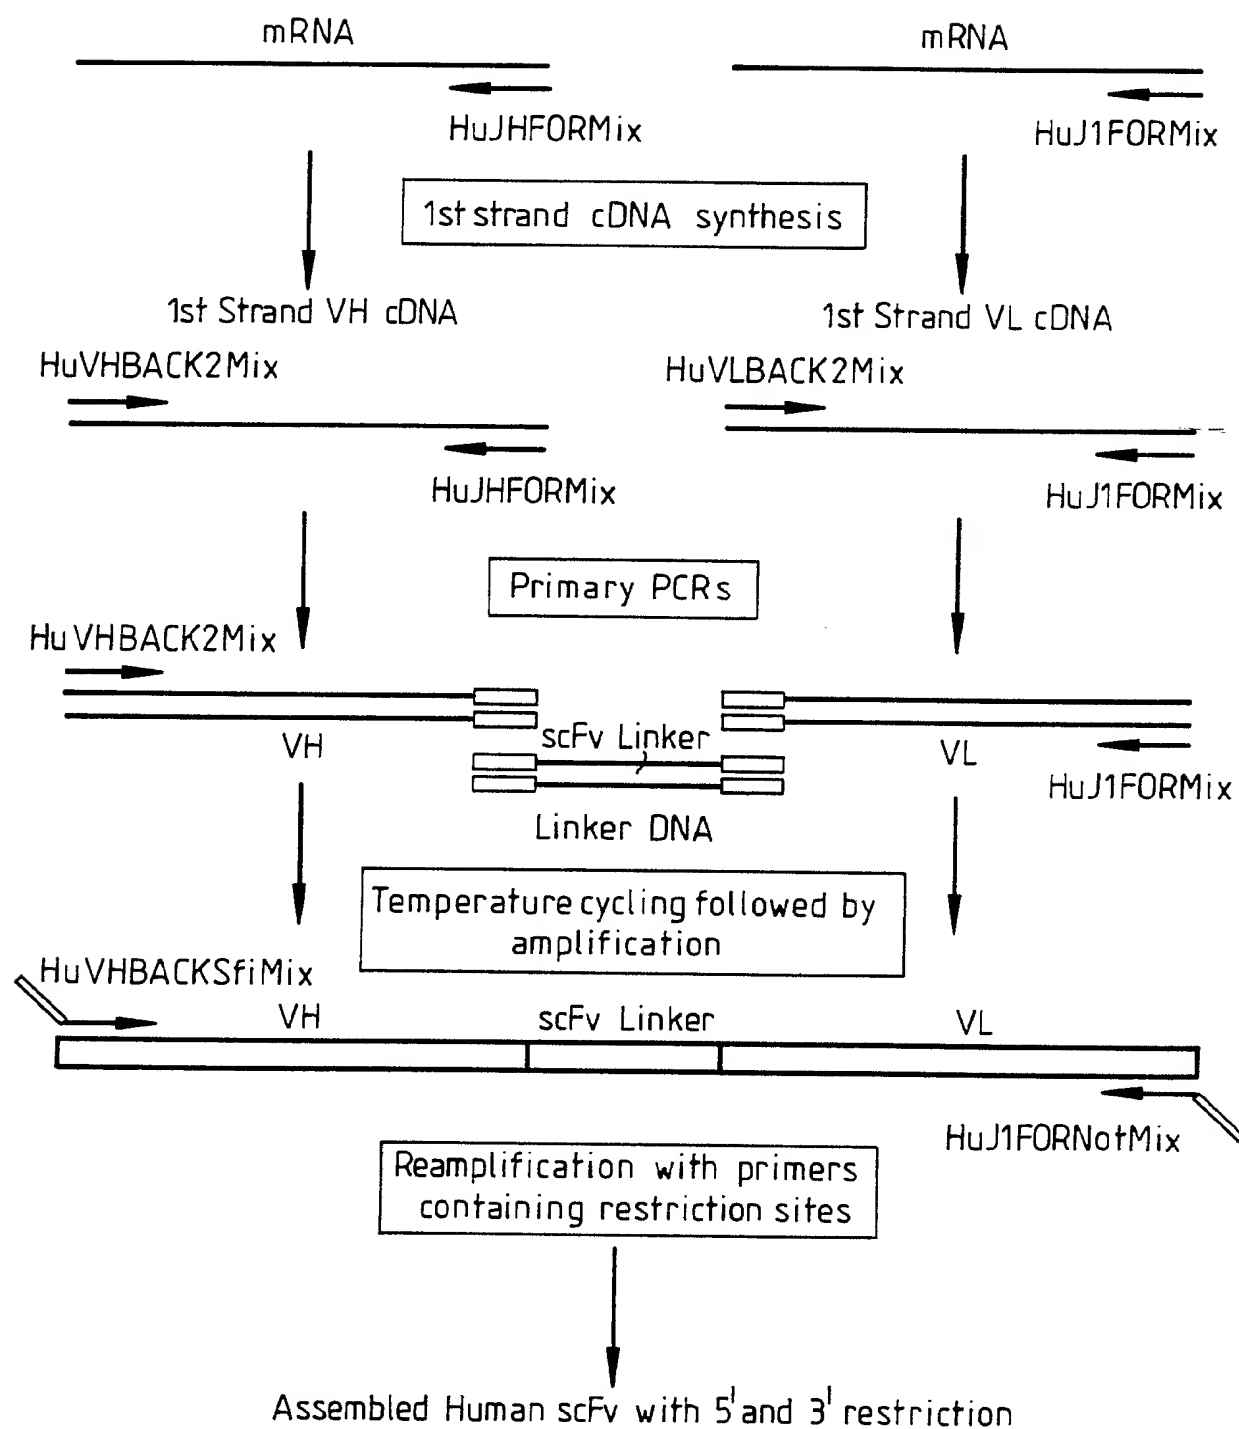 mRNA
mRNA
HuJHFORMix
HuJ1FORMix
1st strand cDNA synthesis
1st Strand VH cDNA
1st Strand VL cDNA
HuVHBACK2Mix
HuVLBACK2Mix
HuJHFORMix
HuJ1FORMix
Primary PCRs
HuVHBACK2Mix
VH
scFv Linker
VL
HuJ1FORMix
Linker DNA
Temperature cycling followed by
amplification
HuVHBACKSfiMix
VH
scFv Linker
VL
HuJ1FORNotMix
Reamplification with primers
containing restriction sites
Assembled Human scFv with 5' and 3' restriction